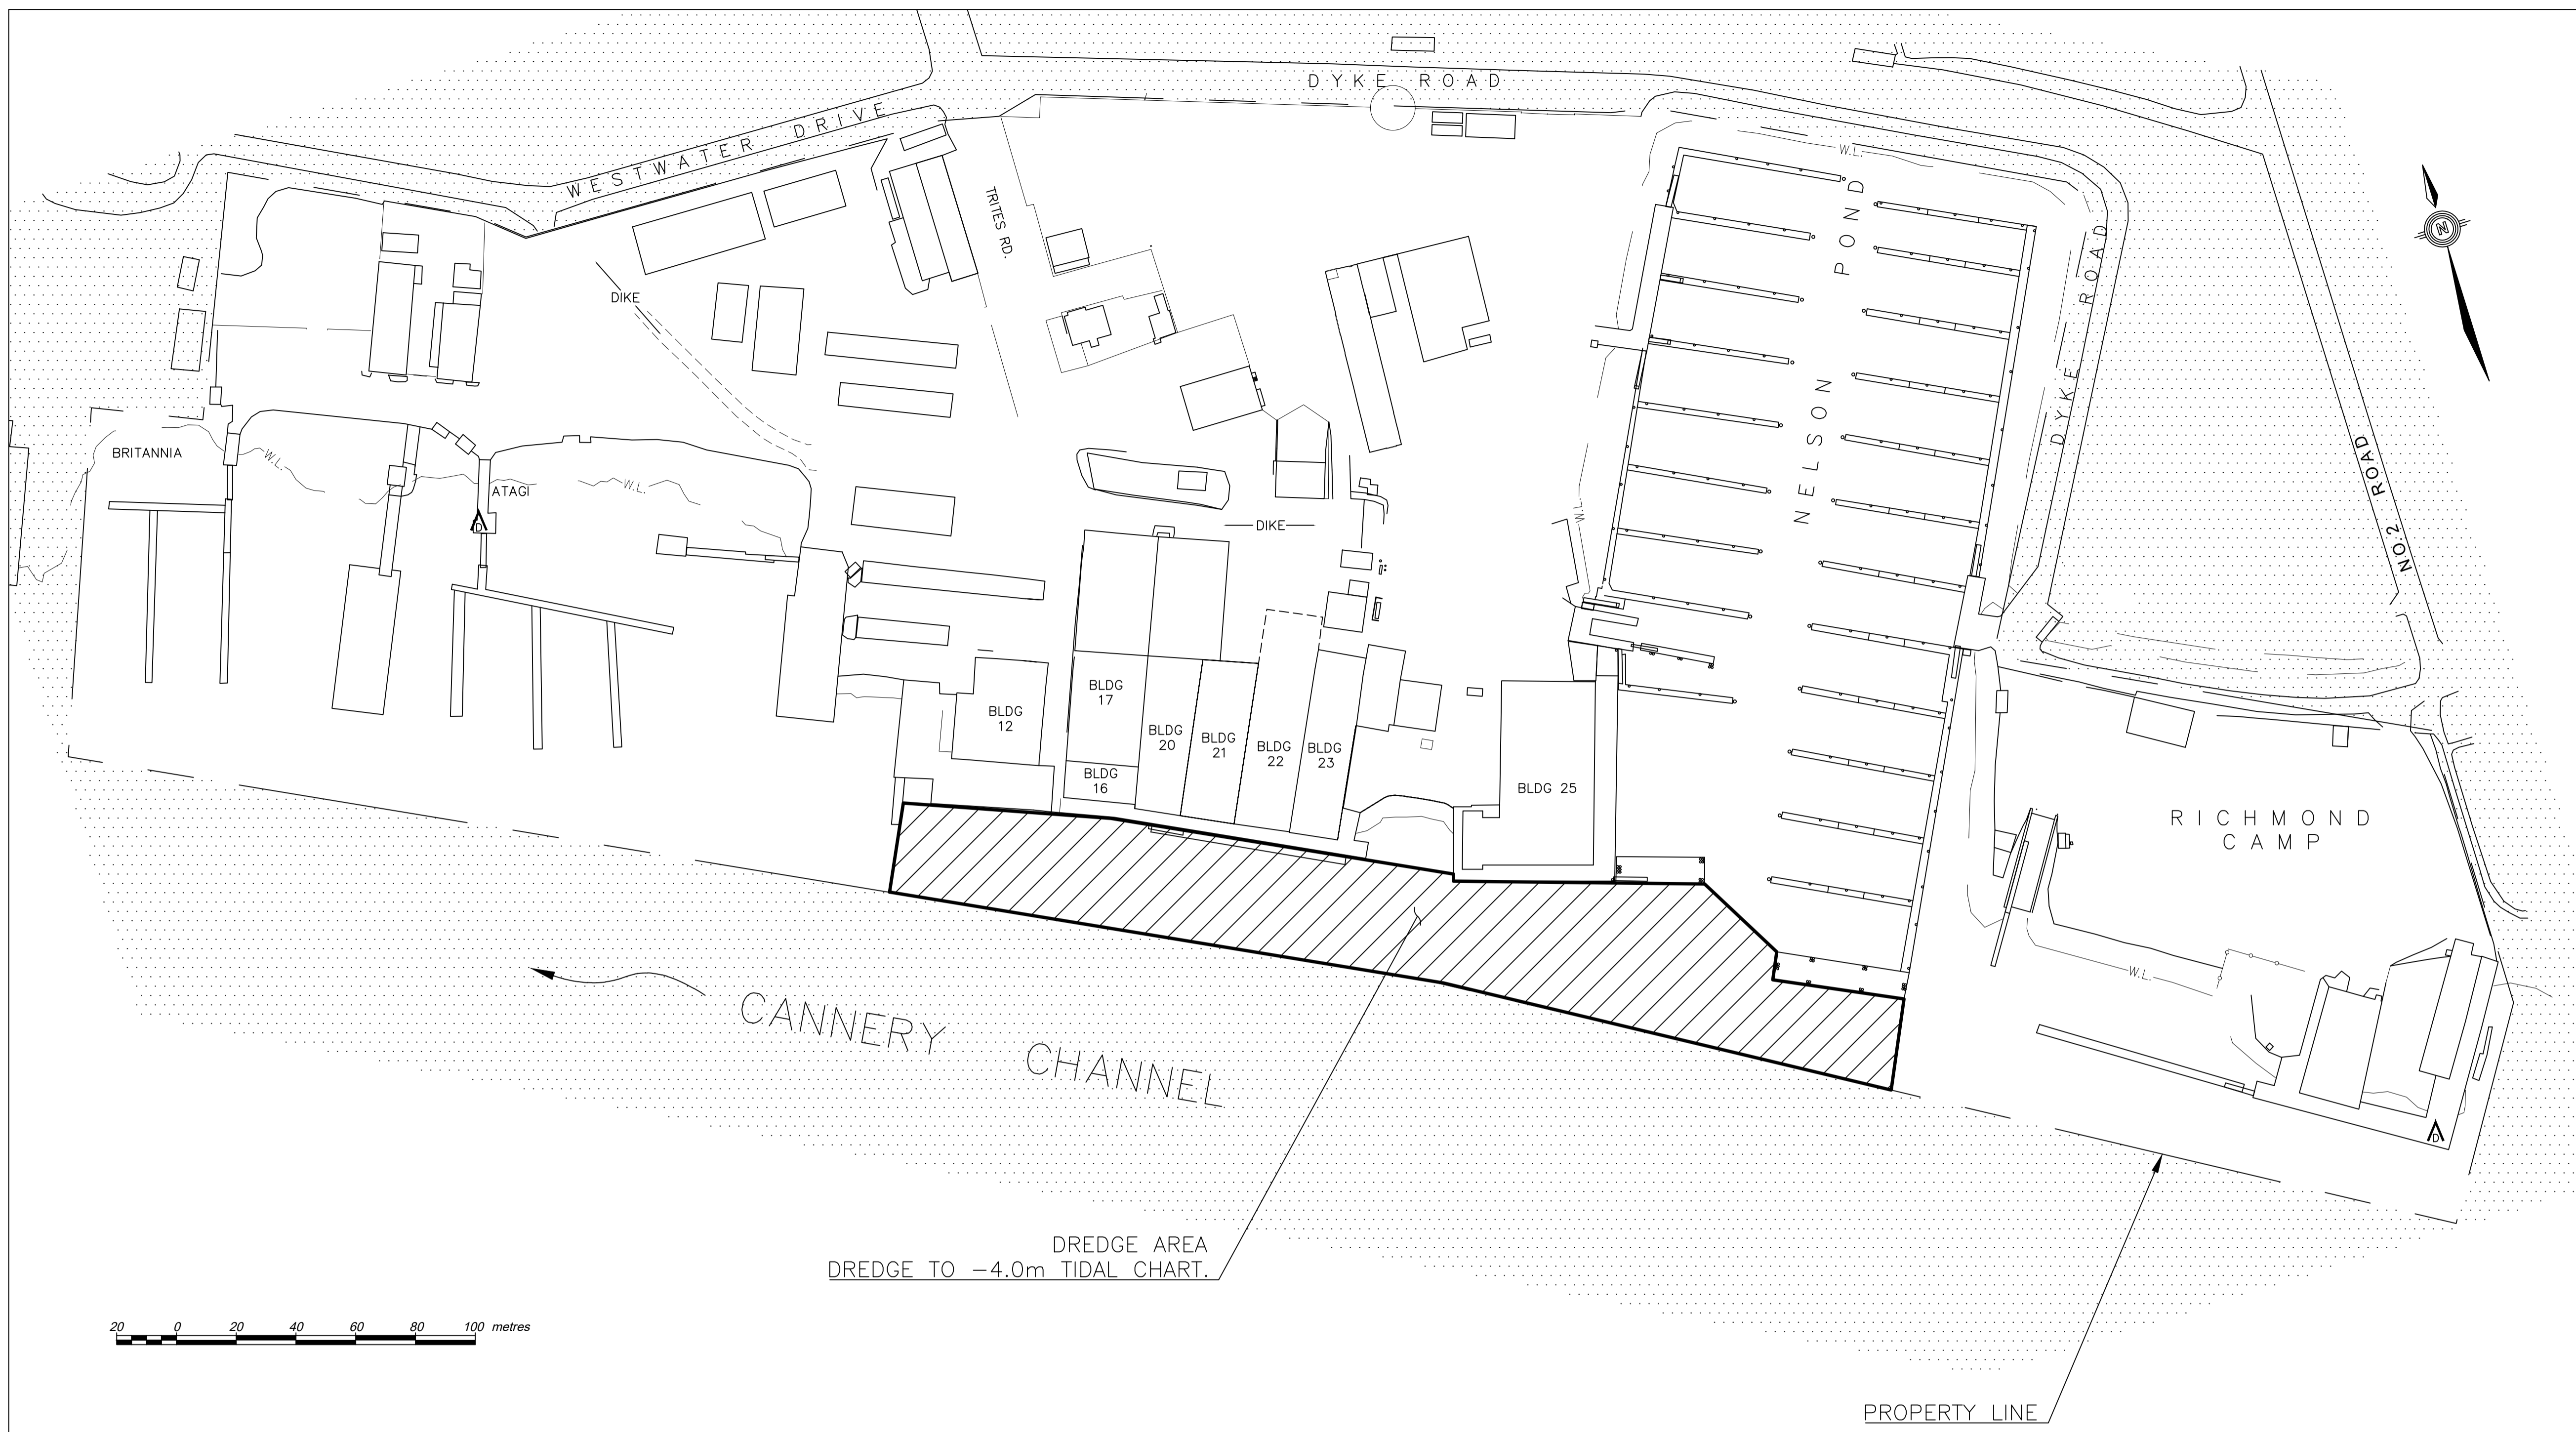 DYKE ROAD
WESTWATER DRIVE
TRITES RD.
W.L.
NELSON POND
DYKE ROAD
N
DIKE
BRITANNIA
W.L.
ATAGI
W.L.
D
DIKE
W.L.
DYKE ROAD
NO.2 ROAD
BLDG
17
BLDG
12
BLDG
20
BLDG
21
BLDG
22
BLDG
23
BLDG
16
BLDG 25
RICHMOND
CAMP
W.L.
CANNERY CHANNEL
D
DREDGE AREA
DREDGE TO -4.0m TIDAL CHART.
20 0 20 40 60 80 100 metres
PROPERTY LINE